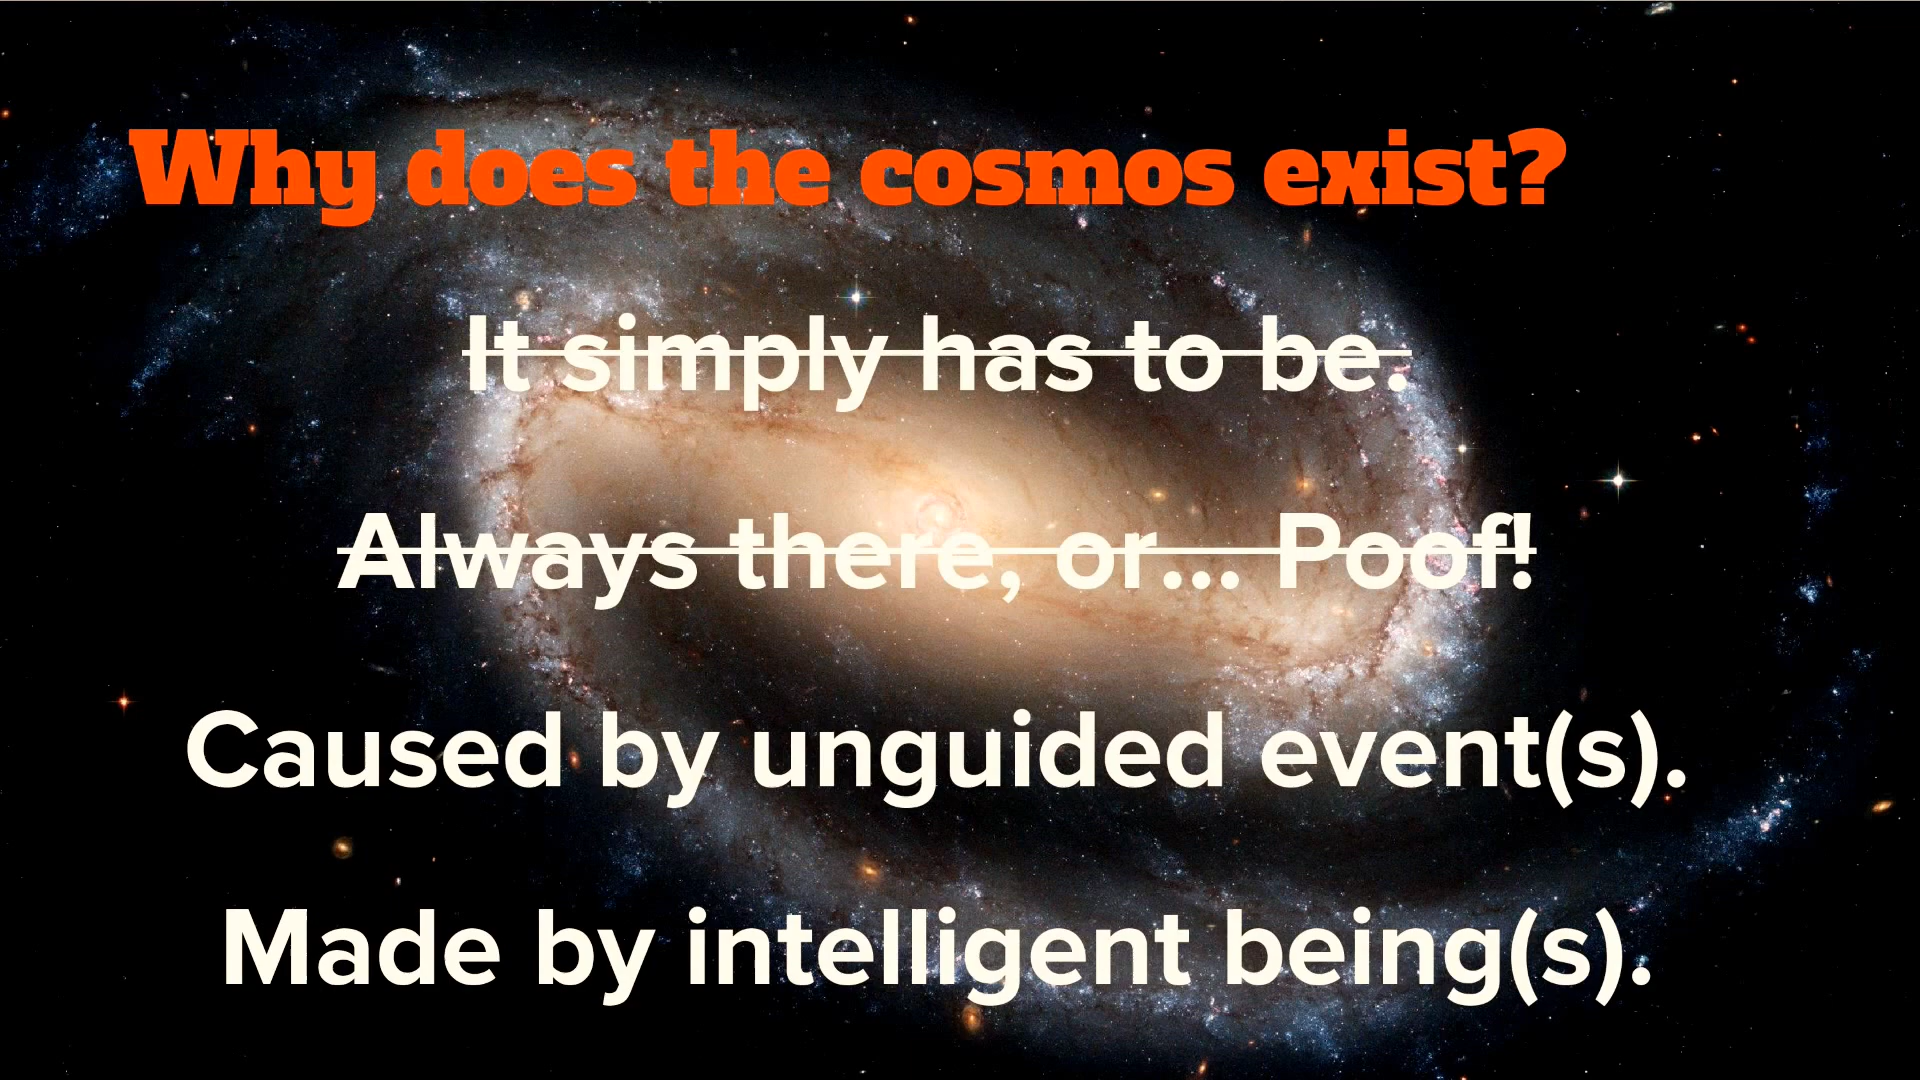 Why does the cosmos exist?
It simply has to be.
Always there, or... Poof!
Caused by unguided event(s).
Made by intelligent being(s).